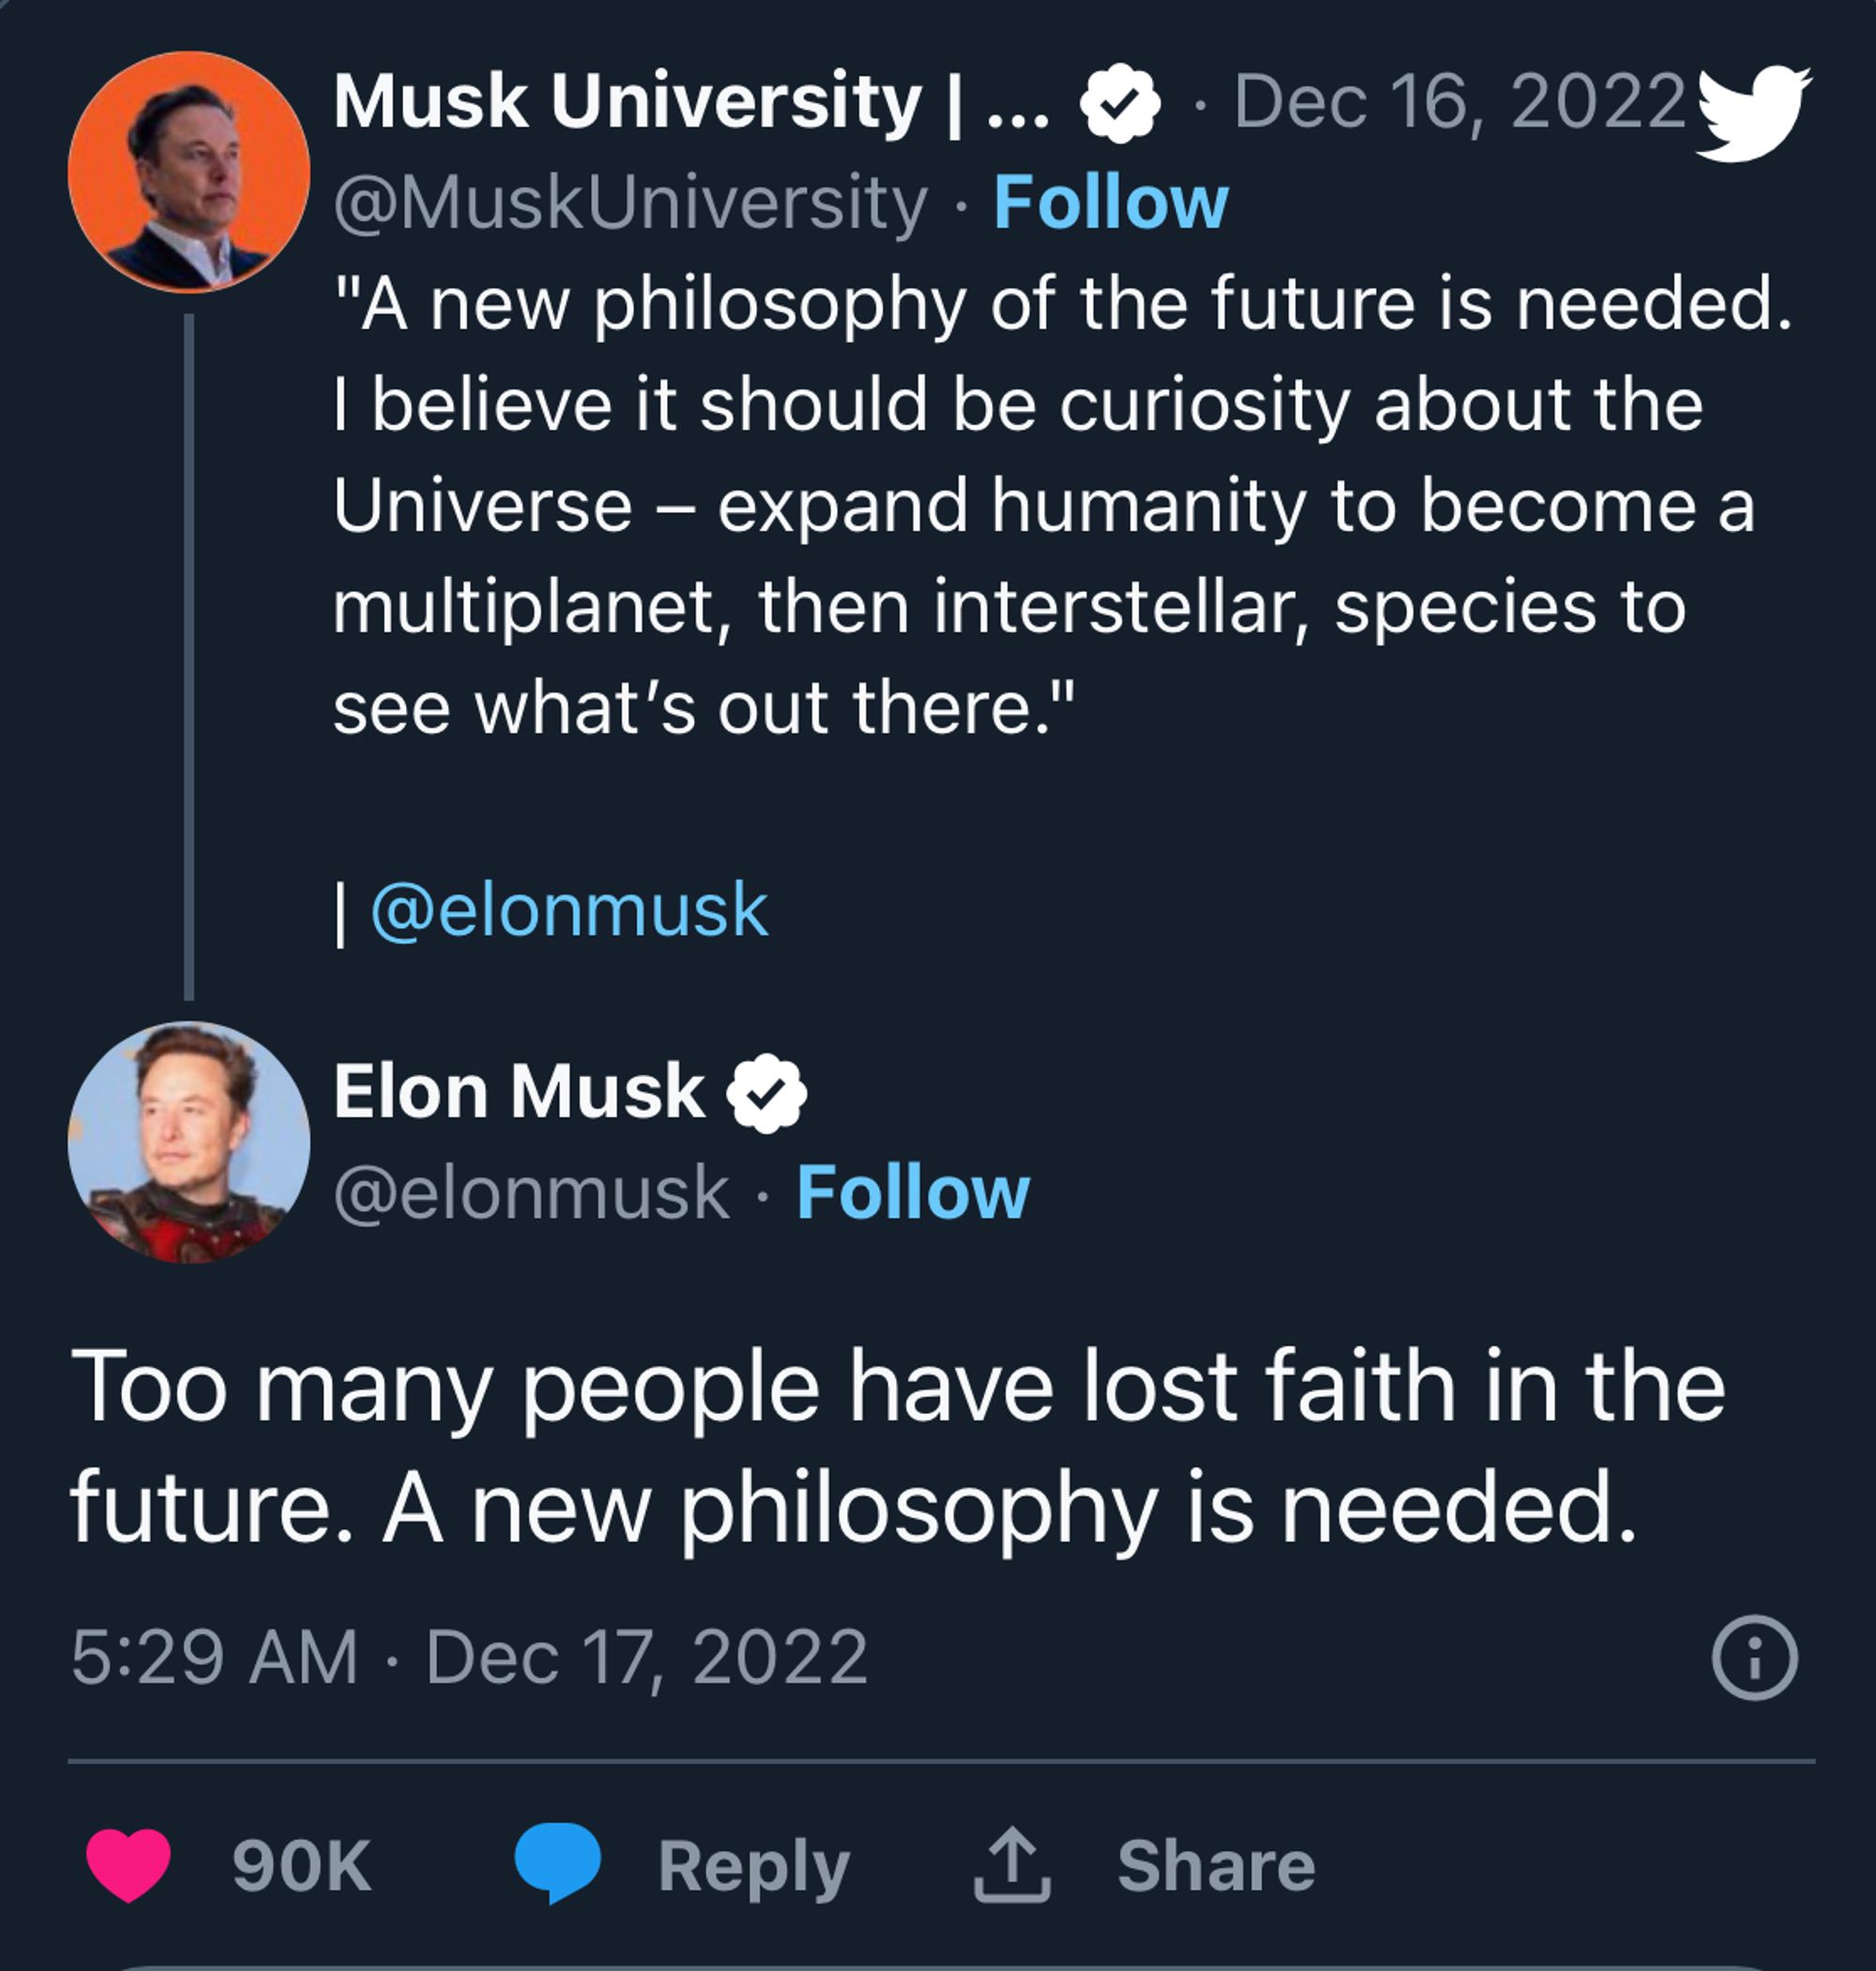 Musk University | ... · Dec 16, 2022
@MuskUniversity · Follow
"A new philosophy of the future is needed.
I believe it should be curiosity about the
Universe – expand humanity to become a
multiplanet, then interstellar, species to
see what’s out there."
| @elonmusk
Elon Musk
@elonmusk · Follow
Too many people have lost faith in the
future. A new philosophy is needed.
5:29 AM · Dec 17, 2022
90K Reply Share